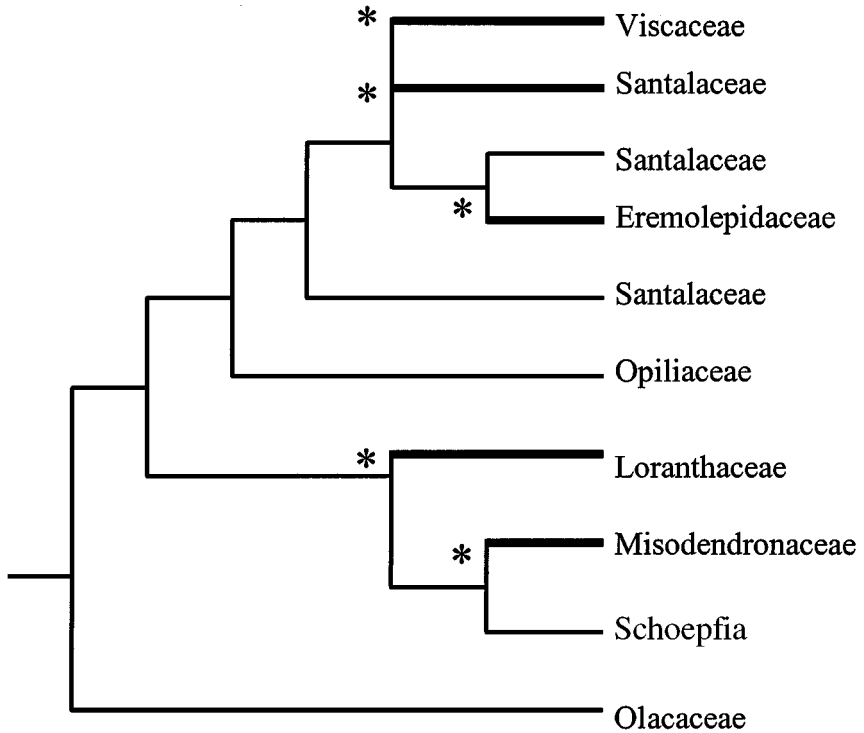 * Viscaceae
* Santalaceae
Santalaceae
* Eremolepidaceae
Santalaceae
Opiliaceae
* Loranthaceae
* Misodendronaceae
Schoepfia
Olacaceae